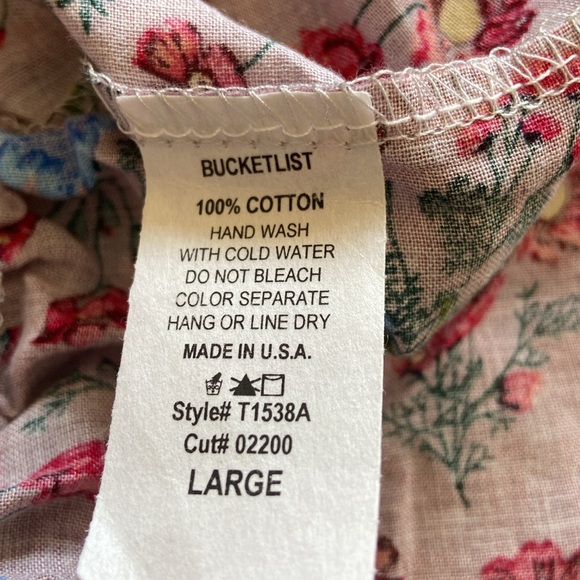 BUCKETLIST
100% COTTON
HAND WASH
WITH COLD WATER
DO NOT BLEACH
COLOR SEPARATE
HANG OR LINE DRY
MADE IN U.S.A.
Style# T1538A
Cut# 02200
LARGE